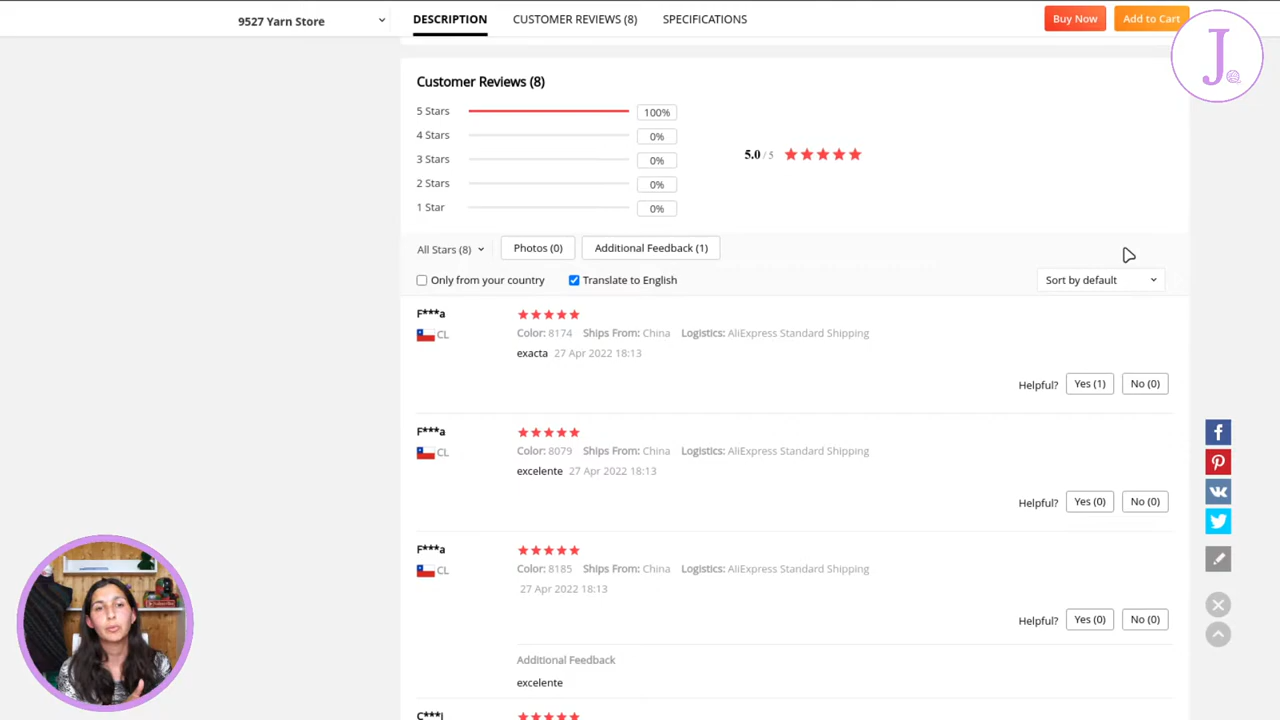 9527 Yarn Store
DESCRIPTION
CUSTOMER REVIEWS (8)
SPECIFICATIONS
Buy Now
Add to Cart
J
Customer Reviews (8)
5 Stars 100%
4 Stars 0%
3 Stars 0%
2 Stars 0%
1 Star 0%
5.0 / 5
All Stars (8)
Photos (0)
Additional Feedback (1)
Only from your country
Translate to English
Sort by default
F***a
CL
Color: 8174 Ships From: China Logistics: AliExpress Standard Shipping
exacta 27 Apr 2022 18:13
Helpful? Yes (1) No (0)
F***a
CL
Color: 8079 Ships From: China Logistics: AliExpress Standard Shipping
excelente 27 Apr 2022 18:13
Helpful? Yes (0) No (0)
F***a
CL
Color: 8185 Ships From: China Logistics: AliExpress Standard Shipping
27 Apr 2022 18:13
Helpful? Yes (0) No (0)
Additional Feedback
excelente